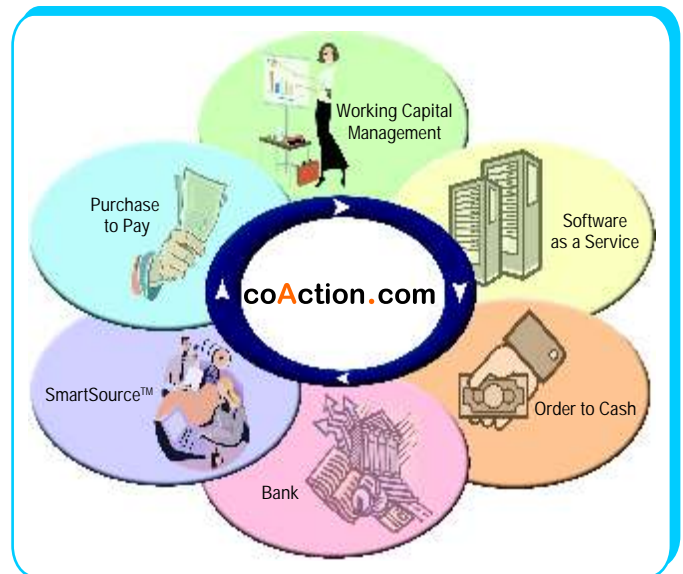 Working Capital
Management
Purchase
to Pay
Software
as a Service
coAction.com
SmartSource™
Order to Cash
Bank